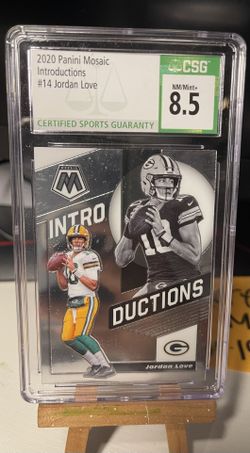 2020 Panini Mosaic
Introductions
#14 Jordan Love
CERTIFIED SPORTS GUARANTY
CSG
NM/Mint+
8.5
M
MOSAIC
INTRO
DUCTIONS
10
G
Jordan Love